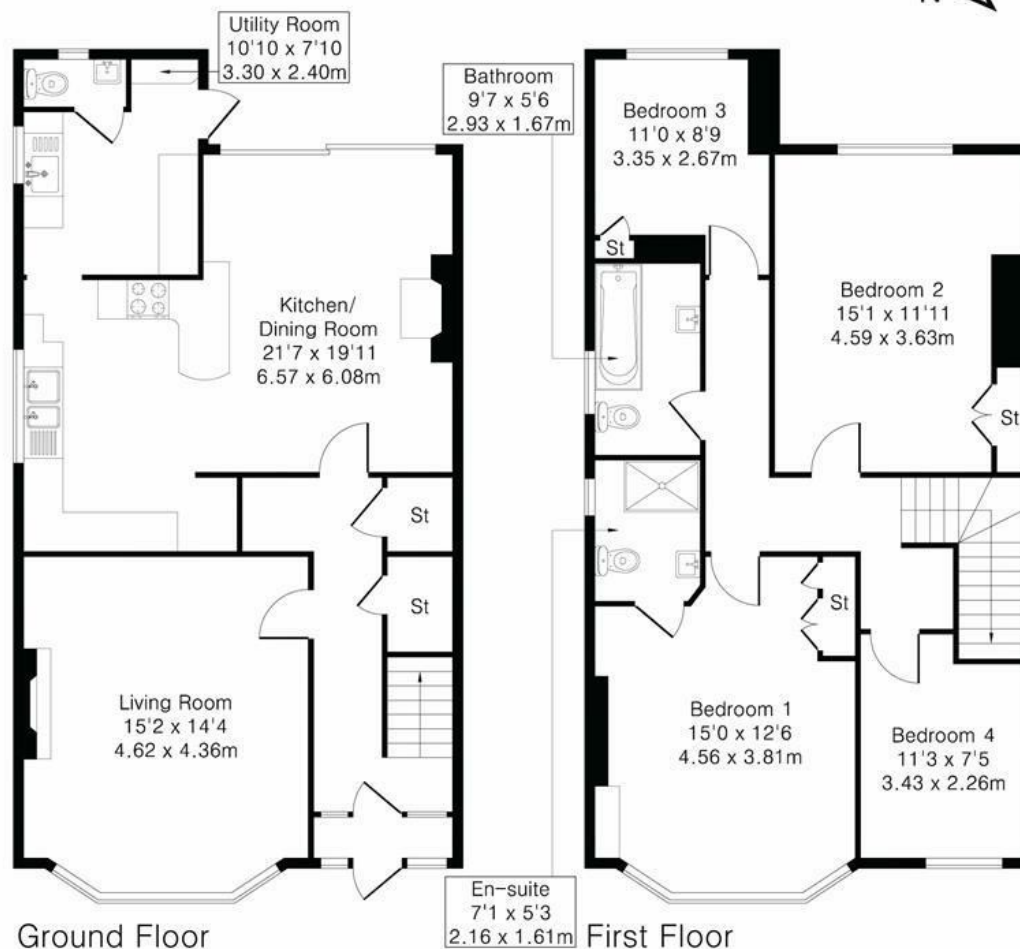 N
Utility Room
10'10 x 7'10
3.30 x 2.40m
Bathroom
9'7 x 5'6
2.93 x 1.67m
Bedroom 3
11'0 x 8'9
3.35 x 2.67m
St
Kitchen/
Dining Room
21'7 x 19'11
6.57 x 6.08m
Bedroom 2
15'1 x 11'11
4.59 x 3.63m
St
St
St
St
Living Room
15'2 x 14'4
4.62 x 4.36m
Bedroom 1
15'0 x 12'6
4.56 x 3.81m
Bedroom 4
11'3 x 7'5
3.43 x 2.26m
En-suite
7'1 x 5'3
2.16 x 1.61m
Ground Floor
First Floor